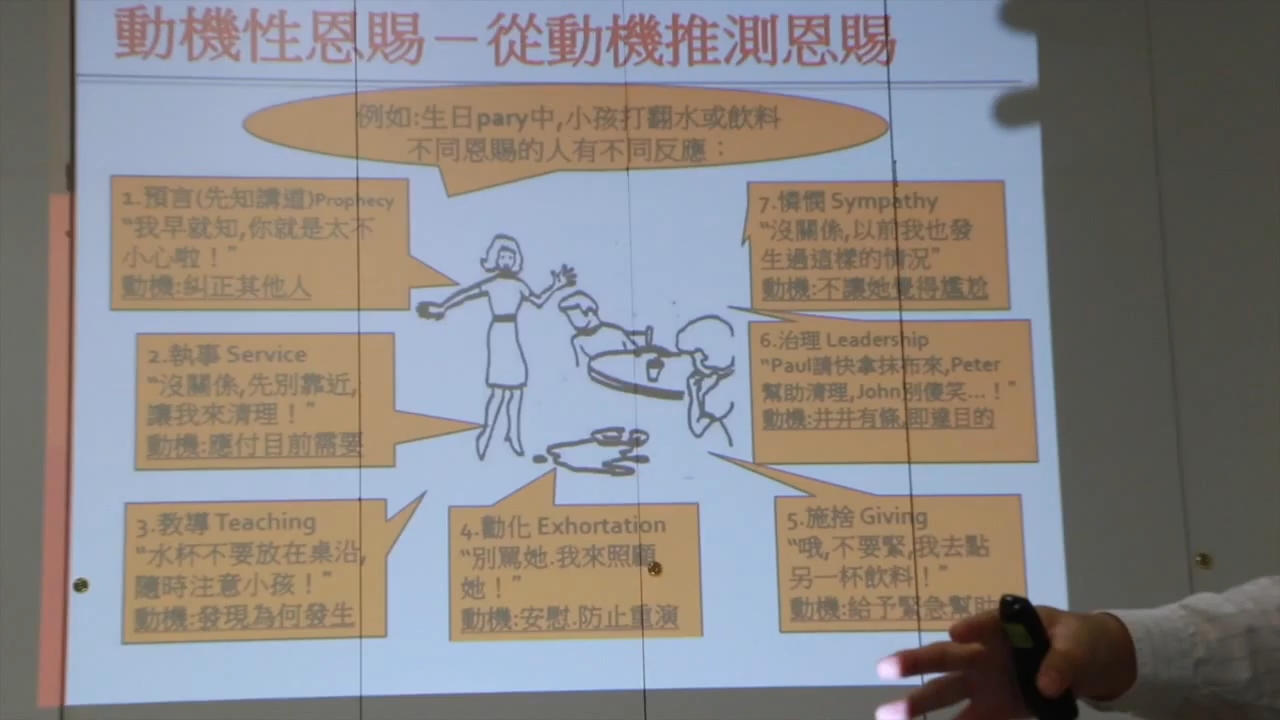 動機性恩賜－從動機推測恩賜
例如:生日pary中,小孩打翻水或飲料
不同恩賜的人有不同反應：
1.預言(先知講道)Prophecy
“我早就知,你就是太不
小心啦！”
動機:糾正其他人
2.執事 Service
“沒關係,先別靠近,
讓我來清理！”
動機:應付目前需要
3.教導 Teaching
“水杯不要放在桌沿,
隨時注意小孩！”
動機:發現為何發生
4.勸化 Exhortation
“別罵她.我來照顧
她！”
動機:安慰.防止重演
5.施捨 Giving
“哦,不要緊,我去點
另一杯飲料！”
動機:給予緊急幫助
6.治理 Leadership
“Paul請快拿抹布來,Peter
幫助清理,John別傻笑...！”
動機:井井有條,即達目的
7.憐憫 Sympathy
“沒關係,以前我也發
生過這樣的情況”
動機:不讓她覺得尷尬